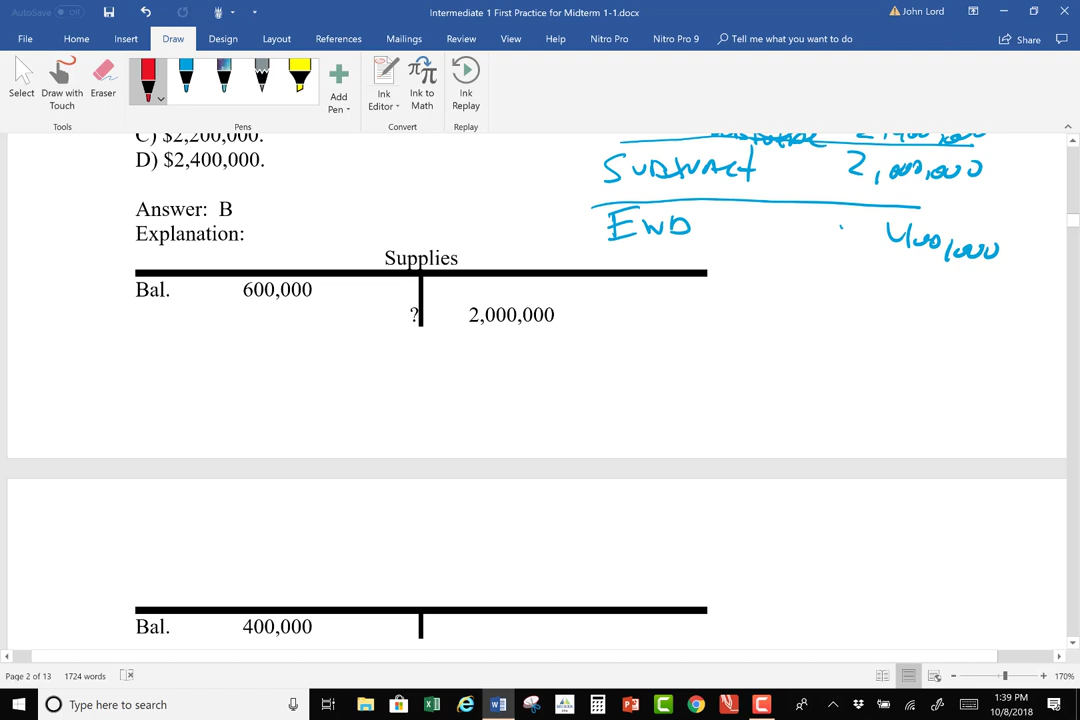 AutoSave Off
Intermediate 1 First Practice for Midterm 1-1.docx
John Lord
File Home Insert Draw Design Layout References Mailings Review View Help Nitro Pro Nitro Pro 9 Tell me what you want to do Share
Select
Draw with Touch
Eraser
Add Pen
Ink Editor
Ink to Math
Ink Replay
Tools Pens Convert Replay
C) $2,200,000.
D) $2,400,000.
2,400,000
SUBTRACT 2,000,000
END 400,000
Answer: B
Explanation:
Supplies
Bal. 600,000
? 2,000,000
Bal. 400,000
Page 2 of 13 1724 words 170%
Type here to search
1:39 PM
10/8/2018